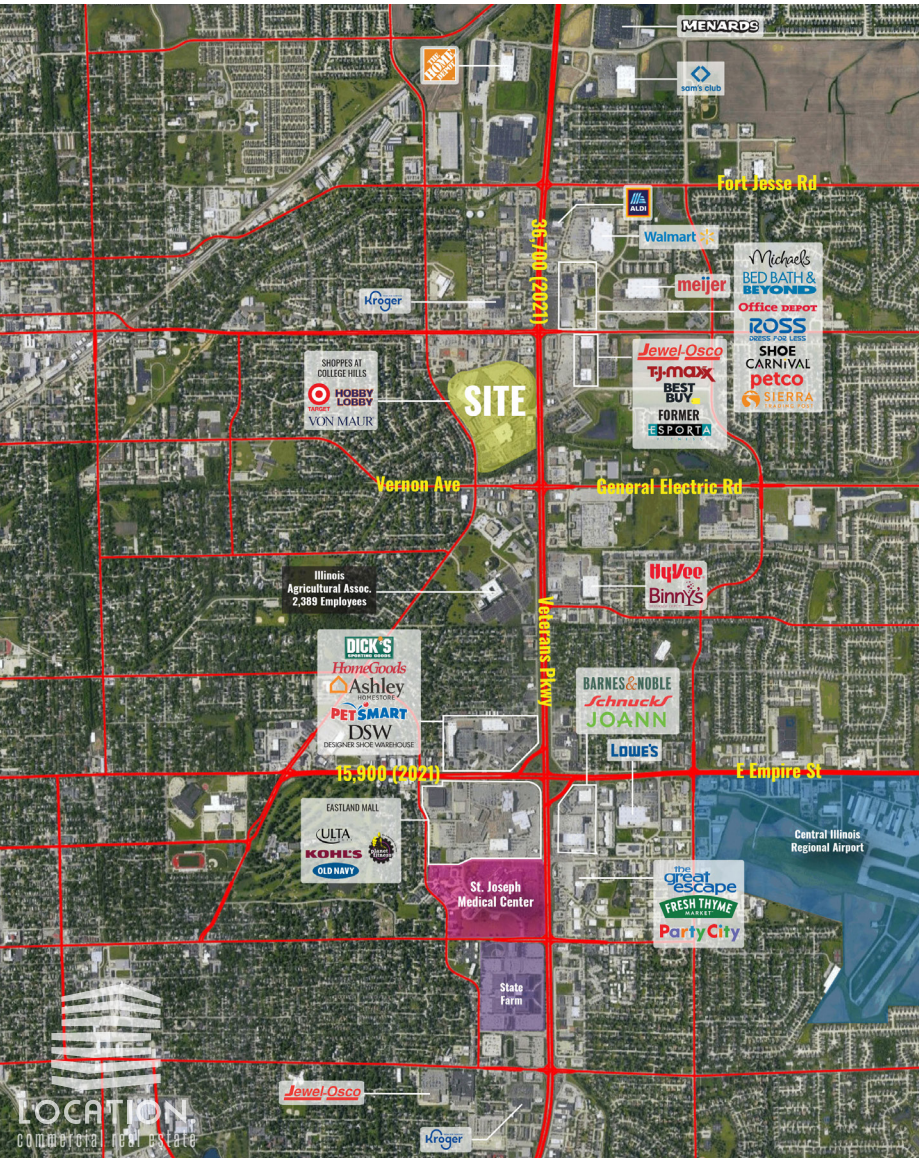 MENARDS
THE
HOME
DEPOT
sam's club
Fort Jesse Rd
ALDI
Walmart
36,700 (2021)
Michaels
BED BATH &
BEYOND
Office DEPOT
ROSS
DRESS FOR LESS
SHOE
CARNIVAL
petco
SIERRA
meijer
Kroger
Jewel-Osco
T·J·maxx
BEST
BUY
FORMER
ESPORTA
SHOPPES AT
COLLEGE HILLS
TARGET
HOBBY
LOBBY
VON MAUR
SITE
Vernon Ave
General Electric Rd
Illinois
Agricultural Assoc.
2,389 Employees
HyVee
Binny's
Veterans Pkwy
DICK'S
SPORTING GOODS
HomeGoods
Ashley
HOMESTORE
PETSMART
DSW
DESIGNER SHOE WAREHOUSE
BARNES&NOBLE
Schnucks
JOANN
LOWE'S
15,900 (2021)
E Empire St
EASTLAND MALL
ULTA
KOHL'S
planet
fitness
OLD NAVY
Central Illinois
Regional Airport
St. Joseph
Medical Center
the
great
escape
FRESH THYME
MARKET
Party City
State
Farm
Jewel-Osco
Kroger
LOCATION
commercial real estate